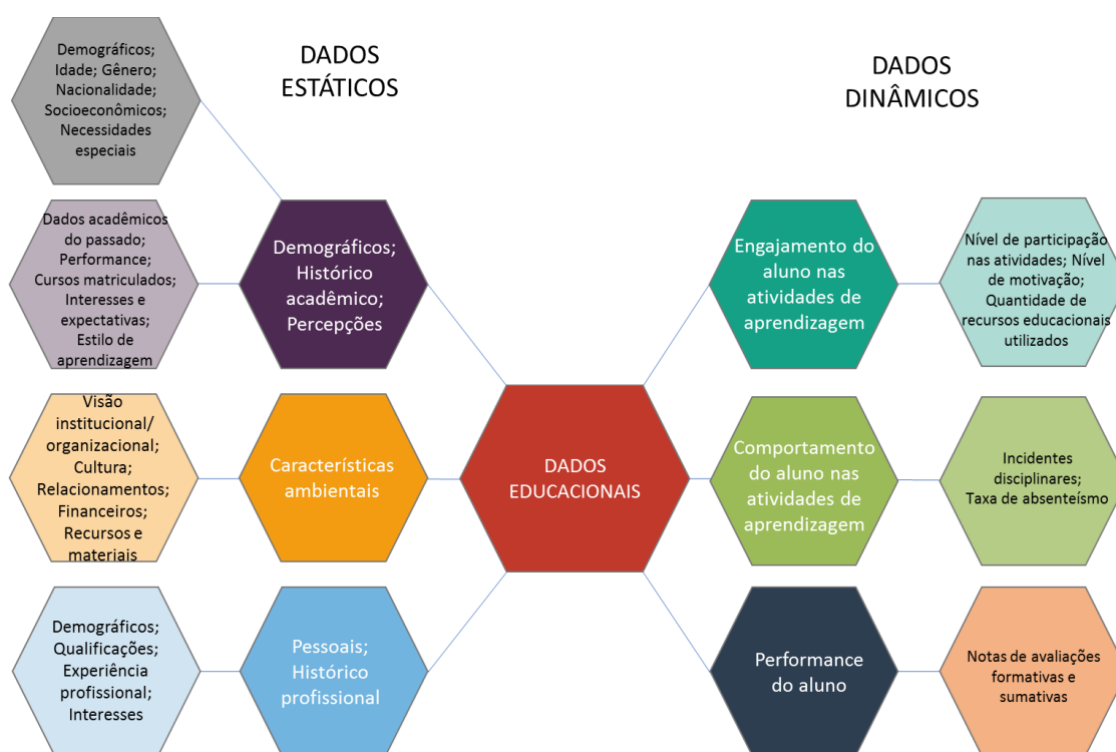 DADOS
ESTÁTICOS
DADOS
DINÂMICOS
Demográficos;
Idade; Gênero;
Nacionalidade;
Socioeconômicos;
Necessidades
especiais
Dados acadêmicos
do passado;
Performance;
Cursos matriculados;
Interesses e
expectativas;
Estilo de
aprendizagem
Demográficos;
Histórico
acadêmico;
Percepções
Engajamento do
aluno nas
atividades de
aprendizagem
Nível de participação
nas atividades; Nível
de motivação;
Quantidade de
recursos educacionais
utilizados
Visão
institucional/
organizacional;
Cultura;
Relacionamentos;
Financeiros;
Recursos e
materiais
Características
ambientais
DADOS
EDUCACIONAIS
Comportamento
do aluno nas
atividades de
aprendizagem
Incidentes
disciplinares;
Taxa de absenteísmo
Demográficos;
Qualificações;
Experiência
profissional;
Interesses
Pessoais;
Histórico
profissional
Performance
do aluno
Notas de avaliações
formativas e
sumativas